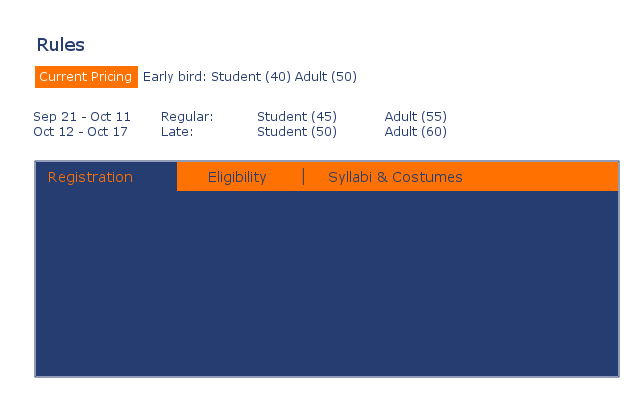 Rules
Current Pricing Early bird: Student (40) Adult (50)
Sep 21 - Oct 11 Regular: Student (45) Adult (55)
Oct 12 - Oct 17 Late: Student (50) Adult (60)
Registration Eligibility | Syllabi & Costumes